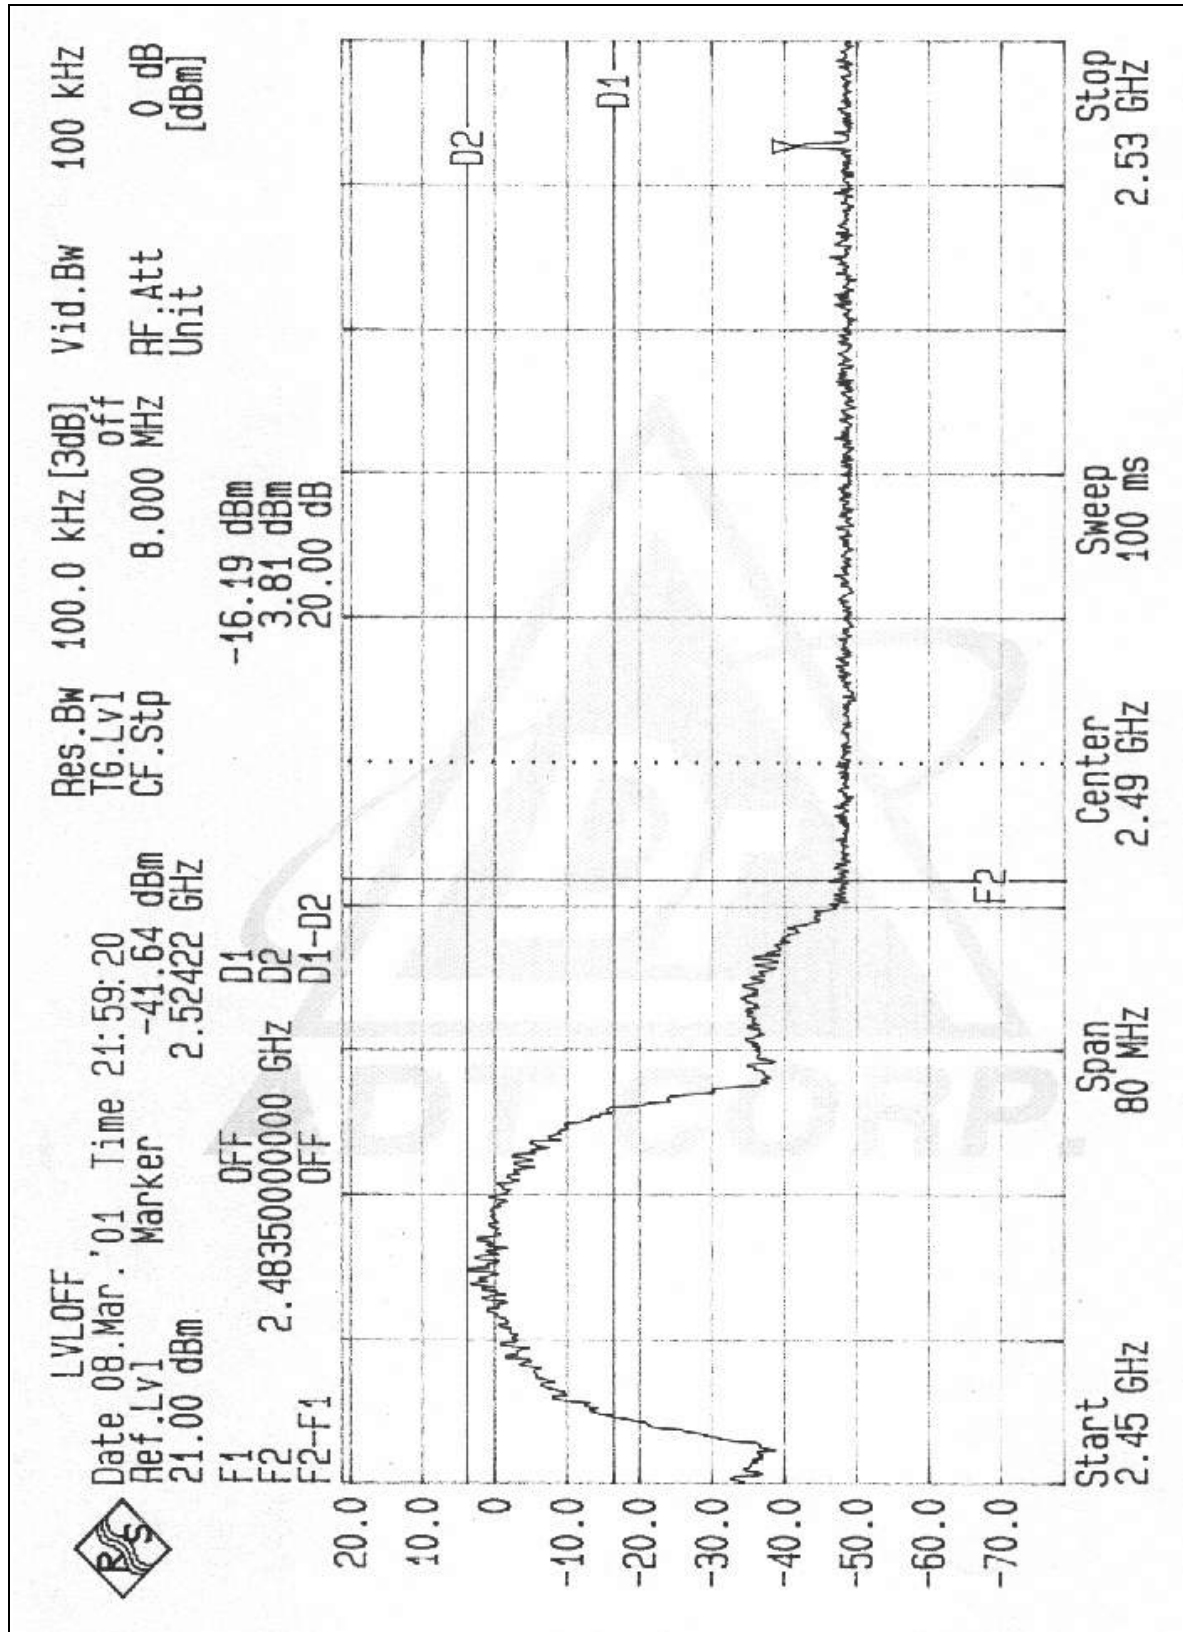 LVLOFF
Date 08.Mar.'01 Time 21:59:20
Ref.Lvl Marker -41.64 dBm
21.00 dBm 2.52422 GHz
Res.Bw 100.0 kHz [3dB] Vid.Bw 100 kHz
TG.Lvl off
CF.Stp 8.000 MHz RF.Att 0 dB
Unit [dBm]
F1 OFF D1 -16.19 dBm
F2 2.483500000 GHz D2 3.81 dBm
F2-F1 OFF D1-D2 20.00 dB
RS
20.0
10.0
0
-10.0
-20.0
-30.0
-40.0
-50.0
-60.0
-70.0
D2
D1
F2
Start Span Center Sweep Stop
2.45 GHz 80 MHz 2.49 GHz 100 ms 2.53 GHz